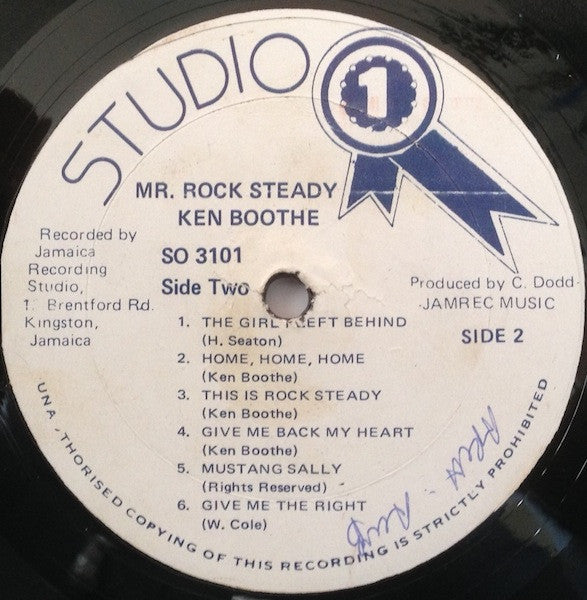 STUDIO
1
MR. ROCK STEADY
KEN BOOTHE
Recorded by
Jamaica
Recording
Studio,
Brentford Rd.
Kingston,
Jamaica
SO 3101
Side Two
Produced by C. Dodd
JAMREC MUSIC
SIDE 2
1. THE GIRL I LEFT BEHIND
(H. Seaton)
2. HOME, HOME, HOME
(Ken Boothe)
3. THIS IS ROCK STEADY
(Ken Boothe)
4. GIVE ME BACK MY HEART
(Ken Boothe)
5. MUSTANG SALLY
(Rights Reserved)
6. GIVE ME THE RIGHT
(W. Cole)
UNA THORISED COPYING OF THIS RECORDING IS STRICTLY PROHIBITED